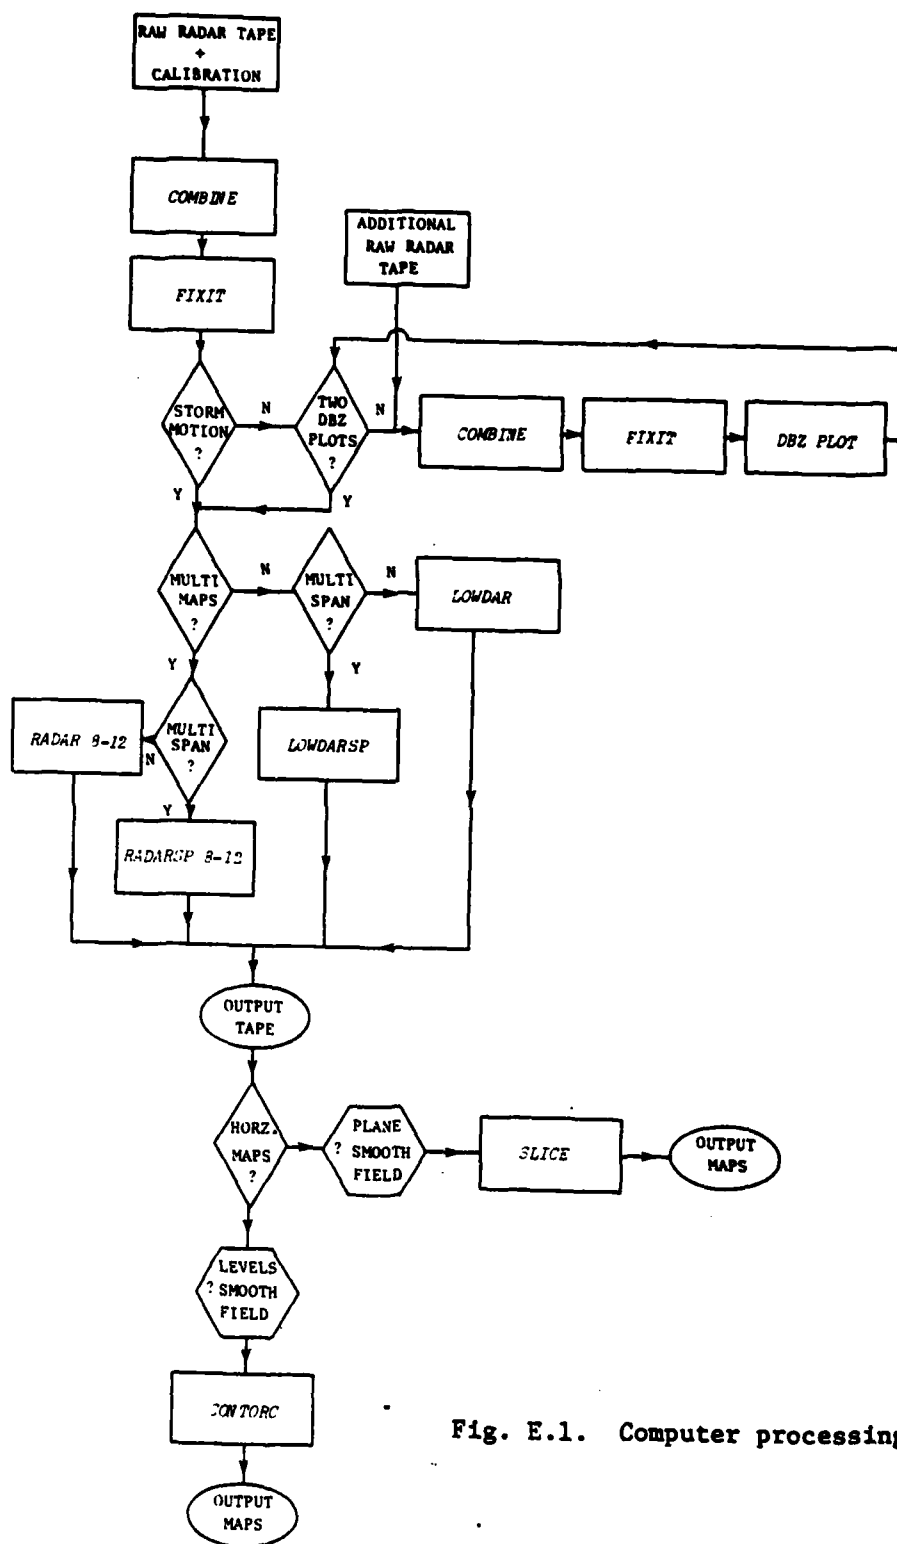 RAW RADAR TAPE
+
CALIBRATION
COMBINE
ADDITIONAL
RAW RADAR
TAPE
FIXIT
STORM
MOTION
?
N
Y
TWO
DBZ
PLOTS
?
N
Y
COMBINE
FIXIT
DBZ PLOT
MULTI
MAPS
?
N
Y
MULTI
SPAN
?
N
Y
LOWDAR
RADAR 8-12
MULTI
SPAN
?
N
Y
LOWDARSP
RADARSP 8-12
OUTPUT
TAPE
HORZ.
MAPS
?
PLANE
? SMOOTH
FIELD
SLICE
OUTPUT
MAPS
LEVELS
? SMOOTH
FIELD
CONTORC
OUTPUT
MAPS
Fig. E.1. Computer processing